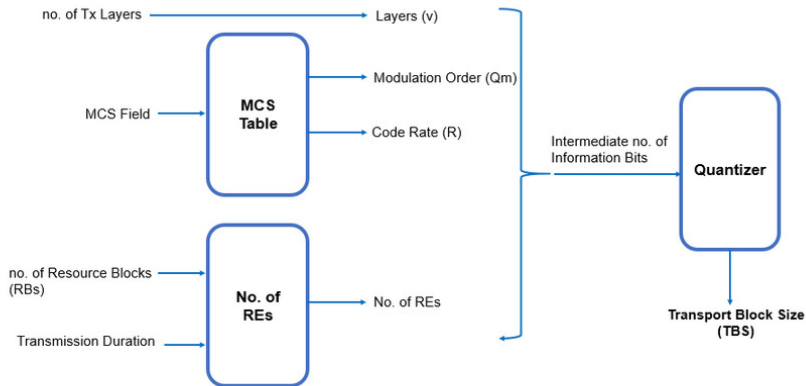 no. of Tx Layers
Layers (v)
MCS Field
MCS
Table
Modulation Order (Qm)
Code Rate (R)
Intermediate no. of
Information Bits
Quantizer
no. of Resource Blocks
(RBs)
Transmission Duration
No. of
REs
No. of REs
Transport Block Size
(TBS)